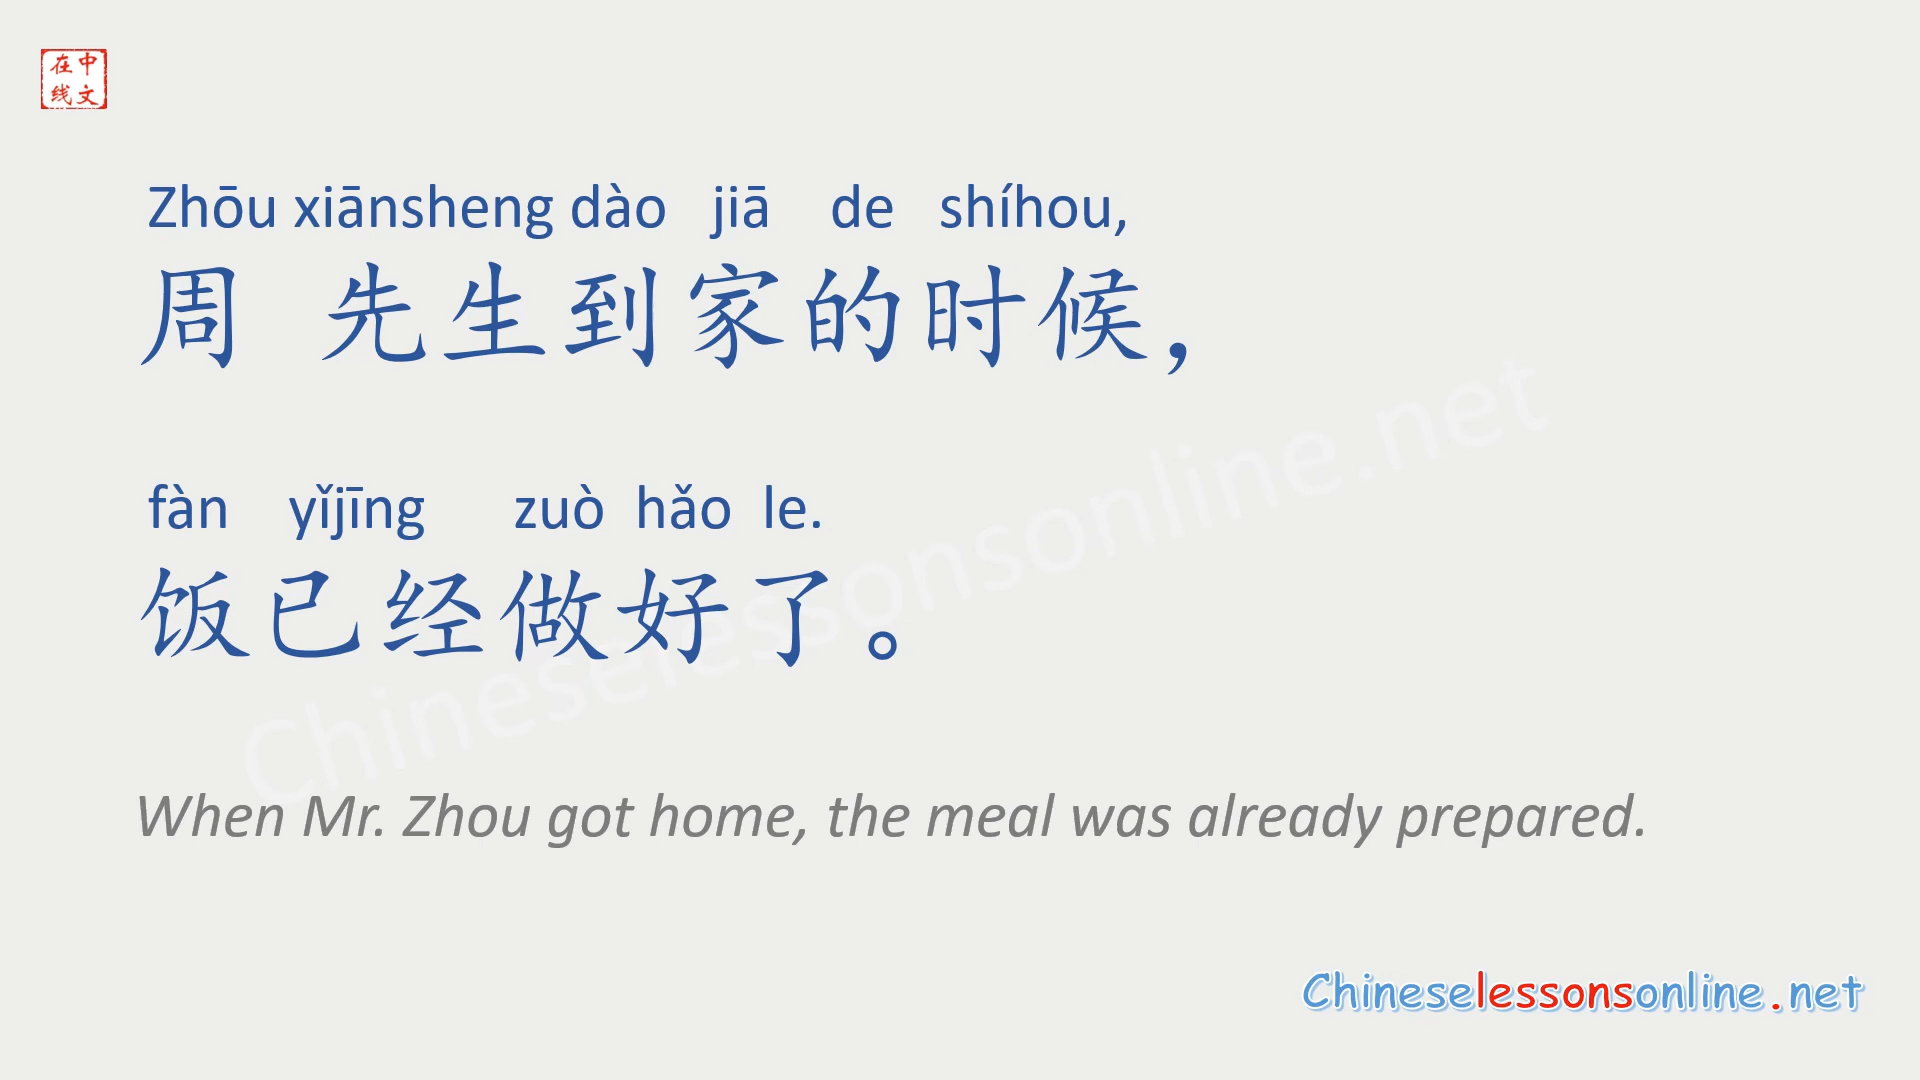 在中
线文
Zhōu xiānsheng dào jiā de shíhou,
周 先生到家的时候，
fàn yǐjīng zuò hǎo le.
饭已经做好了。
Chineselessonsonline.net
When Mr. Zhou got home, the meal was already prepared.
Chineselessonsonline.net